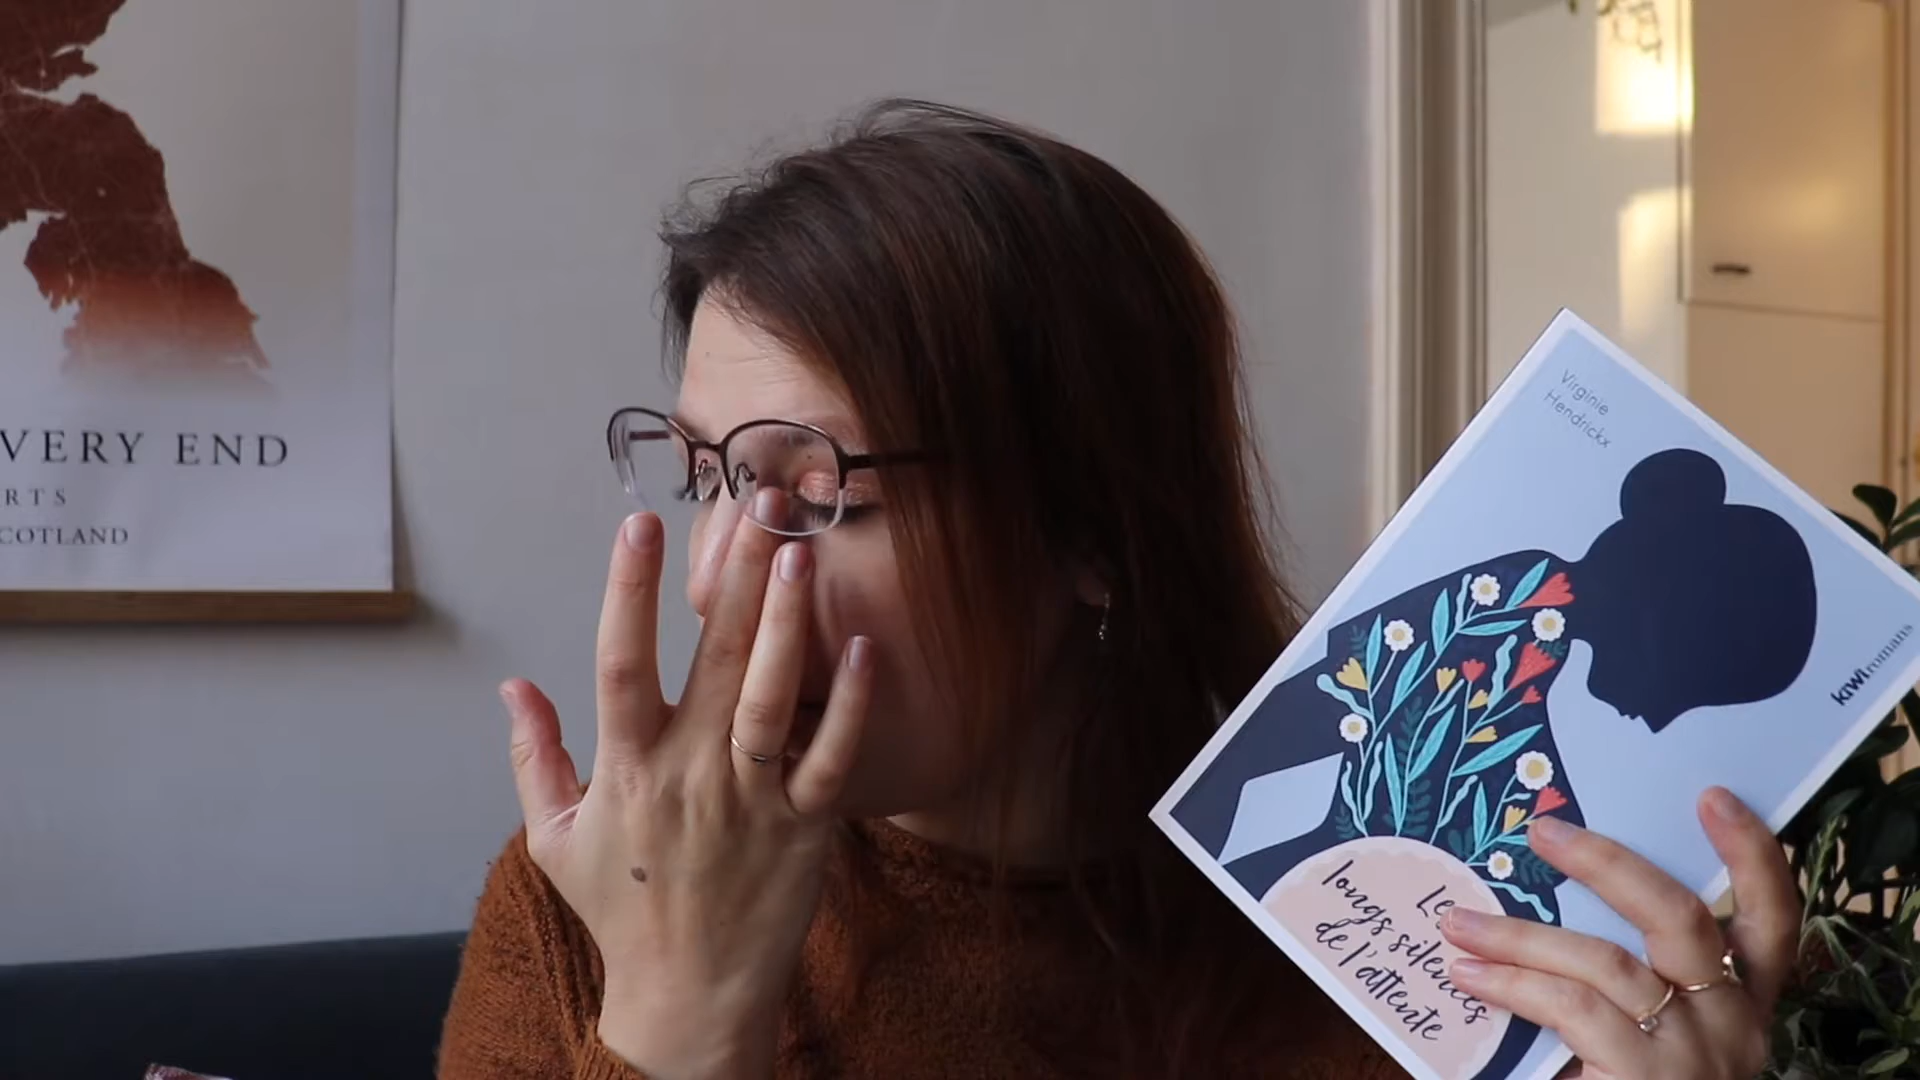 VERY END
RTS
COTLAND
Virginie
Hendrickx
kiwi.romans
Les
longs silences
de l'attente